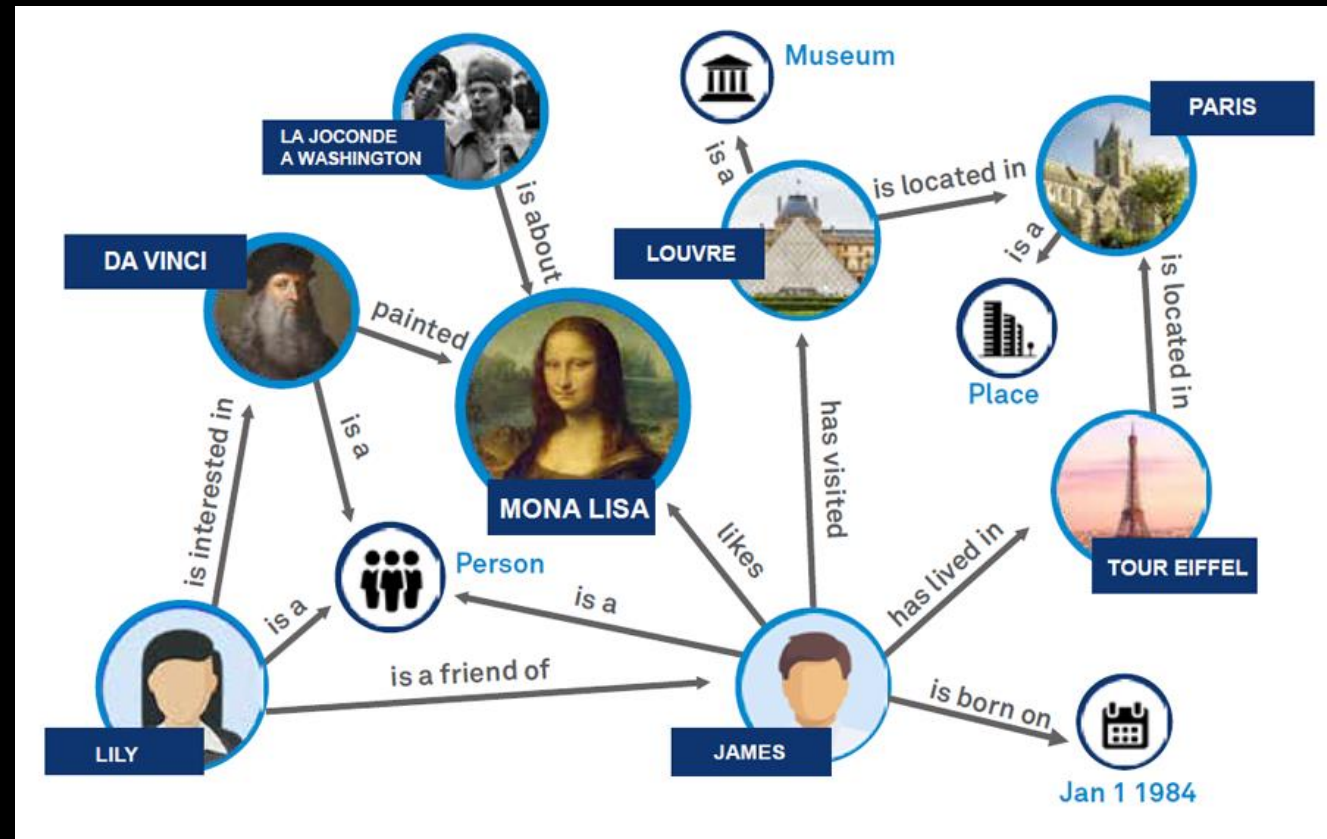 Museum
PARIS
LA JOCONDE
A WASHINGTON
is a
is located in
is about
is a
DA VINCI
LOUVRE
is located in
painted
Place
is interested in
is a
has visited
MONA LISA
likes
Person
has lived in
TOUR EIFFEL
is a
is a
is a friend of
is born on
LILY
JAMES
Jan 1 1984